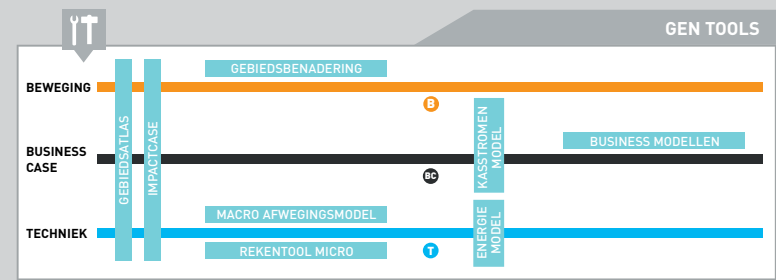 GEN TOOLS
GEBIEDSBENADERING
BEWEGING
B
GEBIEDSATLAS
IMPACTCASE
KASSTROMEN
MODEL
BUSINESS MODELLEN
BUSINESS
CASE
BC
MACRO AFWEGINGSMODEL
TECHNIEK
ENERGIE
MODEL
REKENTOOL MICRO
T